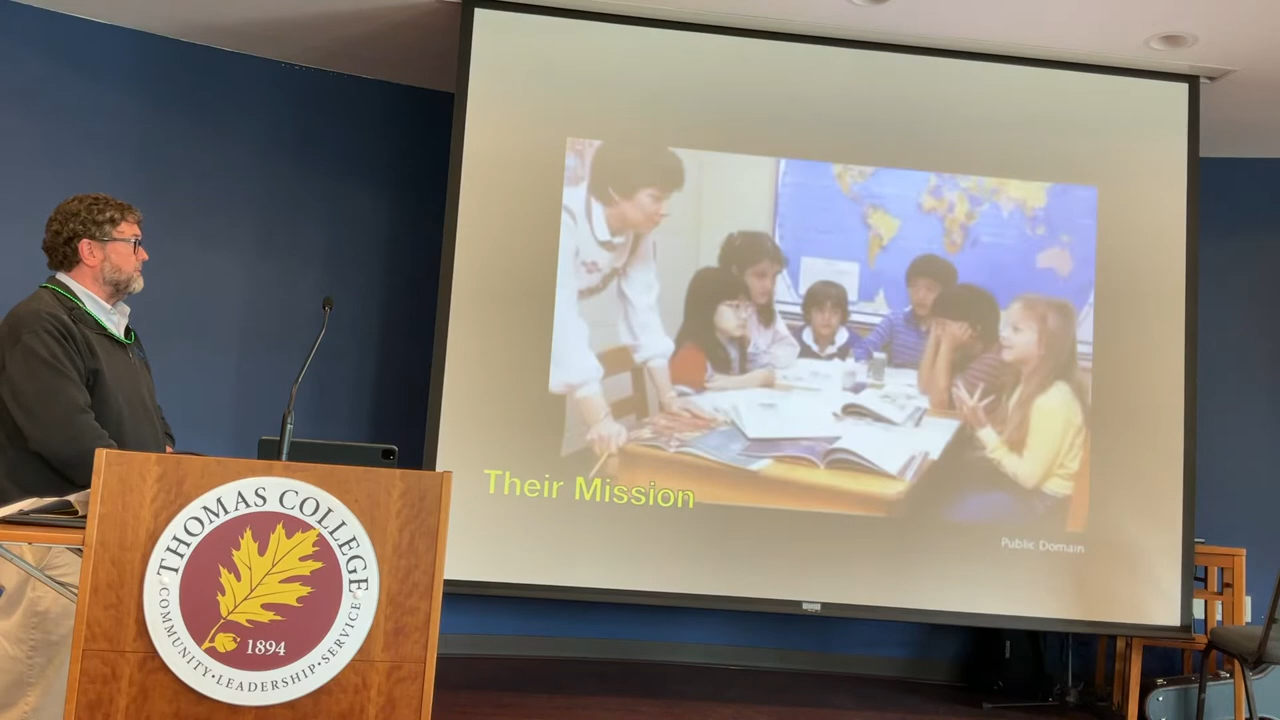 Their Mission
Public Domain
THOMAS COLLEGE
COMMUNITY • LEADERSHIP • SERVICE
1894